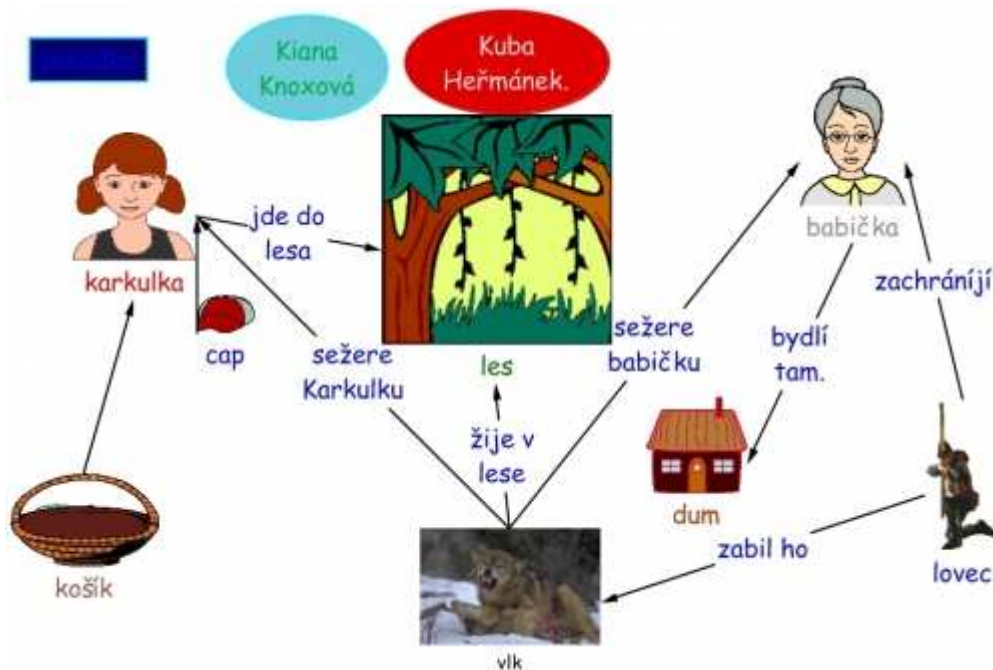 Kiana
Knoxová
Kuba
Heřmánek.
karkulka
jde do
lesa
cap
sežere
Karkulku
les
žije v
lese
sežere
babičku
babička
bydlí
tam.
zachráníjí
dum
zabil ho
lovec
košík
vlk